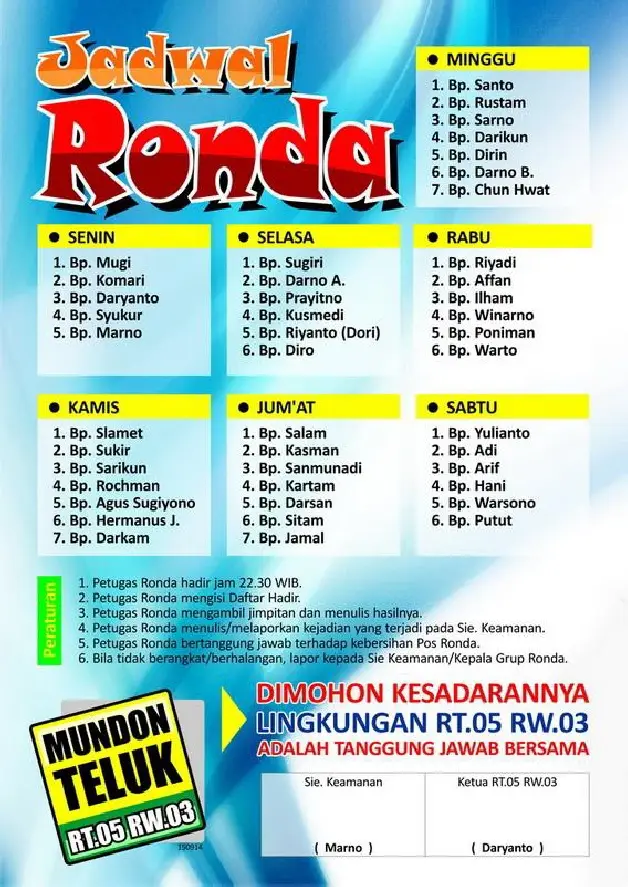 Jadwal
Ronda
● MINGGU
1. Bp. Santo
2. Bp. Rustam
3. Bp. Sarno
4. Bp. Darikun
5. Bp. Dirin
6. Bp. Darno B.
7. Bp. Chun Hwat
● SENIN
1. Bp. Mugi
2. Bp. Komari
3. Bp. Daryanto
4. Bp. Syukur
5. Bp. Marno
● SELASA
1. Bp. Sugiri
2. Bp. Darno A.
3. Bp. Prayitno
4. Bp. Kusmedi
5. Bp. Riyanto (Dori)
6. Bp. Diro
● RABU
1. Bp. Riyadi
2. Bp. Affan
3. Bp. Ilham
4. Bp. Winarno
5. Bp. Poniman
6. Bp. Warto
● KAMIS
1. Bp. Slamet
2. Bp. Sukir
3. Bp. Sarikun
4. Bp. Rochman
5. Bp. Agus Sugiyono
6. Bp. Hermanus J.
7. Bp. Darkam
● JUM'AT
1. Bp. Salam
2. Bp. Kasman
3. Bp. Sanmunadi
4. Bp. Kartam
5. Bp. Darsan
6. Bp. Sitam
7. Bp. Jamal
● SABTU
1. Bp. Yulianto
2. Bp. Adi
3. Bp. Arif
4. Bp. Hani
5. Bp. Warsono
6. Bp. Putut
Peraturan
1. Petugas Ronda hadir jam 22.30 WIB.
2. Petugas Ronda mengisi Daftar Hadir.
3. Petugas Ronda mengambil jimpitan dan menulis hasilnya.
4. Petugas Ronda menulis/melaporkan kejadian yang terjadi pada Sie. Keamanan.
5. Petugas Ronda bertanggung jawab terhadap kebersihan Pos Ronda.
6. Bila tidak berangkat/berhalangan, lapor kepada Sie Keamanan/Kepala Grup Ronda.
MUNDON
TELUK
RT.05 RW.03
DIMOHON KESADARANNYA
LINGKUNGAN RT.05 RW.03
ADALAH TANGGUNG JAWAB BERSAMA
Sie. Keamanan
( Marno )
Ketua RT.05 RW.03
( Daryanto )